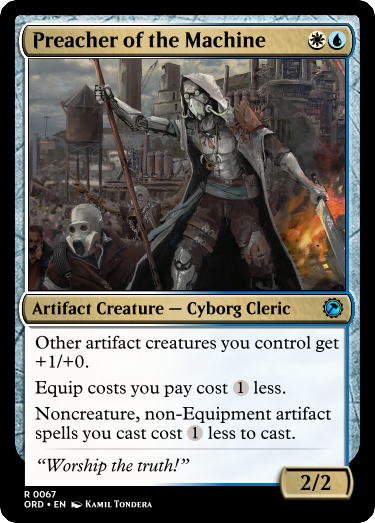 Preacher of the Machine
Artifact Creature — Cyborg Cleric
Other artifact creatures you control get
+1/+0.
Equip costs you pay cost 1 less.
Noncreature, non-Equipment artifact
spells you cast cost 1 less to cast.
“Worship the truth!”
2/2
R 0067
ORD • EN Kamil Tondera